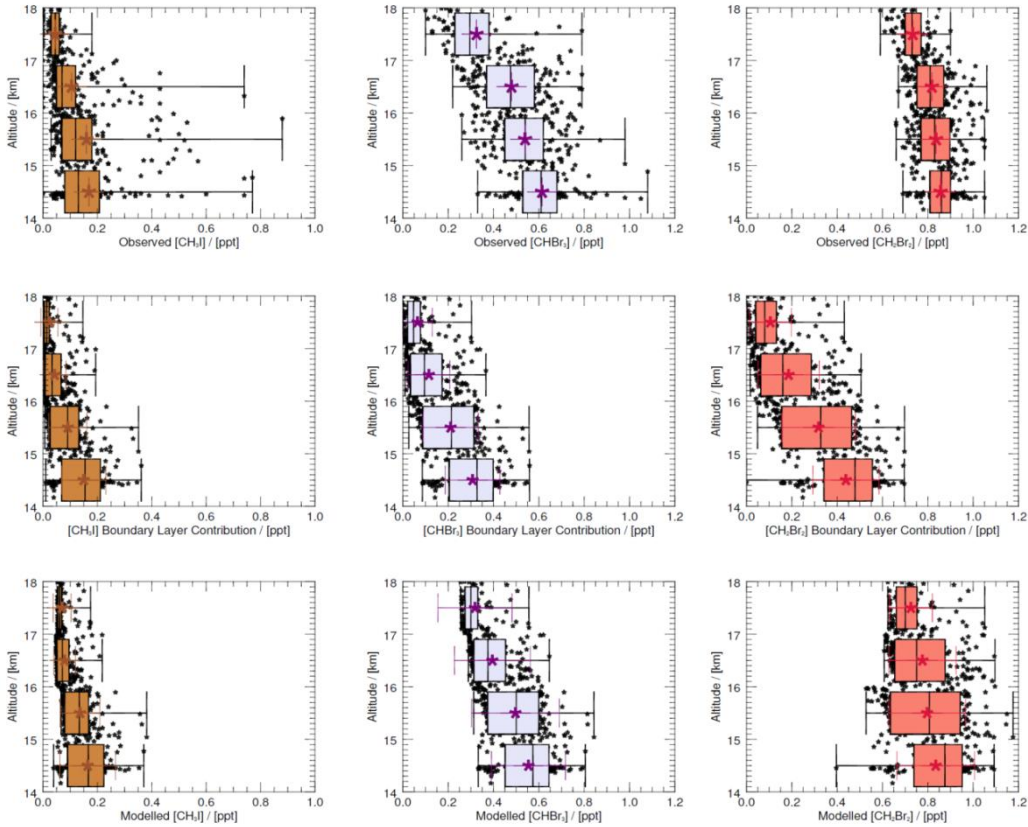 18
17
16
15
14
0.0 0.2 0.4 0.6 0.8 1.0
Altitude / [km]
Observed [CH₃I] / [ppt]
18
17
16
15
14
0.0 0.2 0.4 0.6 0.8 1.0 1.2
Altitude / [km]
Observed [CHBr₃] / [ppt]
18
17
16
15
14
0.0 0.2 0.4 0.6 0.8 1.0 1.2
Altitude / [km]
Observed [CH₂Br₂] / [ppt]
18
17
16
15
14
0.0 0.2 0.4 0.6 0.8 1.0
Altitude / [km]
[CH₃I] Boundary Layer Contribution / [ppt]
18
17
16
15
14
0.0 0.2 0.4 0.6 0.8 1.0 1.2
Altitude / [km]
[CHBr₃] Boundary Layer Contribution / [ppt]
18
17
16
15
14
0.0 0.2 0.4 0.6 0.8 1.0 1.2
Altitude / [km]
[CH₂Br₂] Boundary Layer Contribution / [ppt]
18
17
16
15
14
0.0 0.2 0.4 0.6 0.8 1.0
Altitude / [km]
Modelled [CH₃I] / [ppt]
18
17
16
15
14
0.0 0.2 0.4 0.6 0.8 1.0 1.2
Altitude / [km]
Modelled [CHBr₃] / [ppt]
18
17
16
15
14
0.0 0.2 0.4 0.6 0.8 1.0 1.2
Altitude / [km]
Modelled [CH₂Br₂] / [ppt]